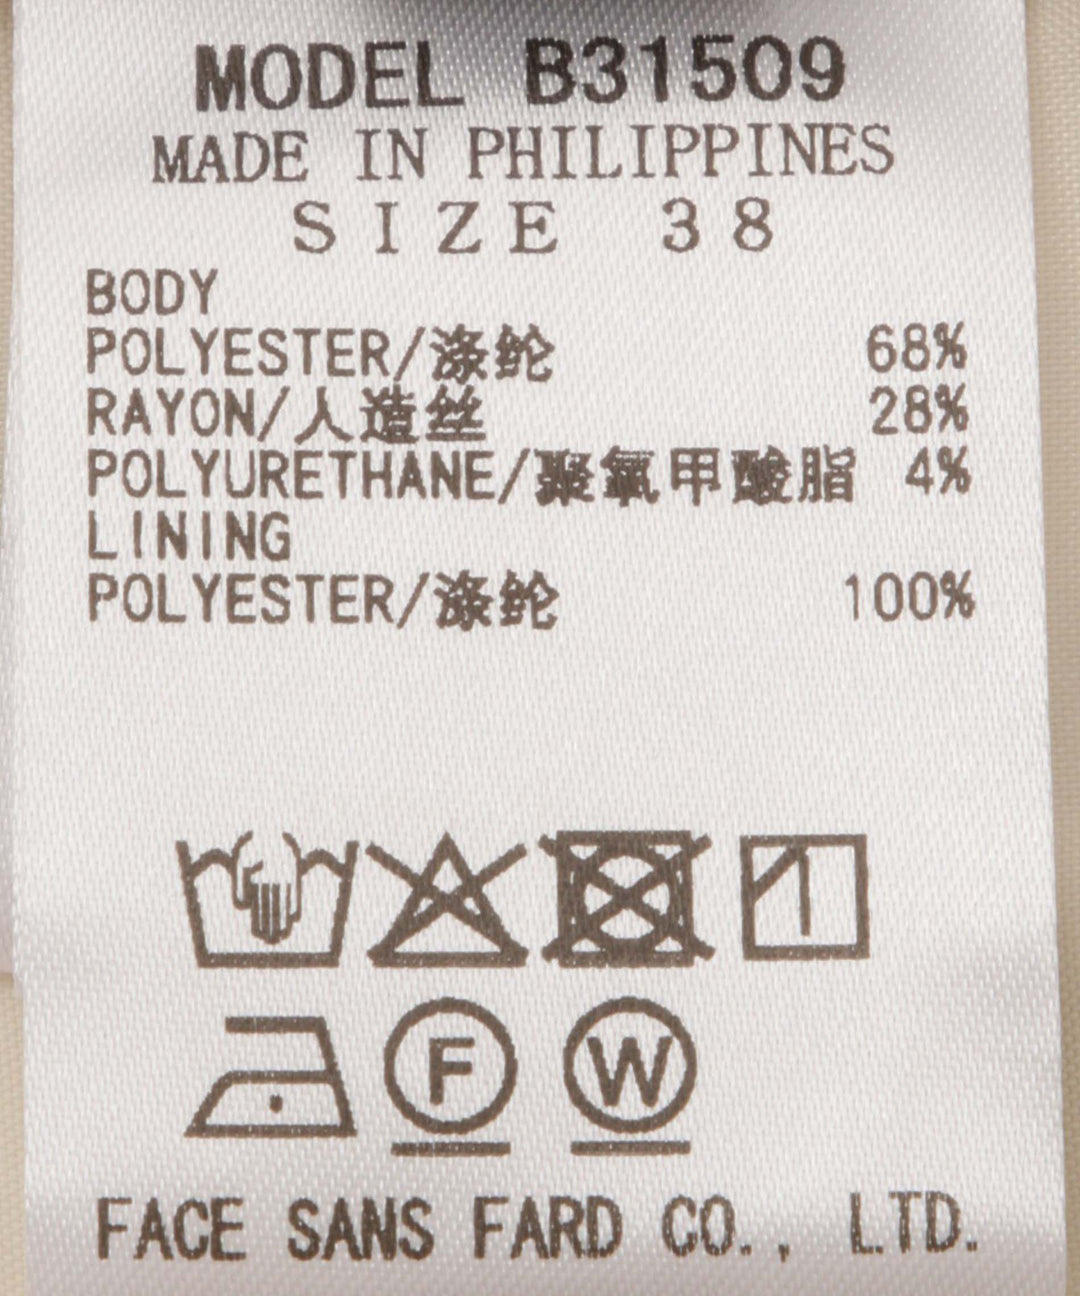 MODEL B31509
MADE IN PHILIPPINES
SIZE 38
BODY
POLYESTER/涤纶 68%
RAYON/人造丝 28%
POLYURETHANE/聚氧甲酸脂 4%
LINING
POLYESTER/涤纶 100%
F W
FACE SANS FARD CO., LTD.